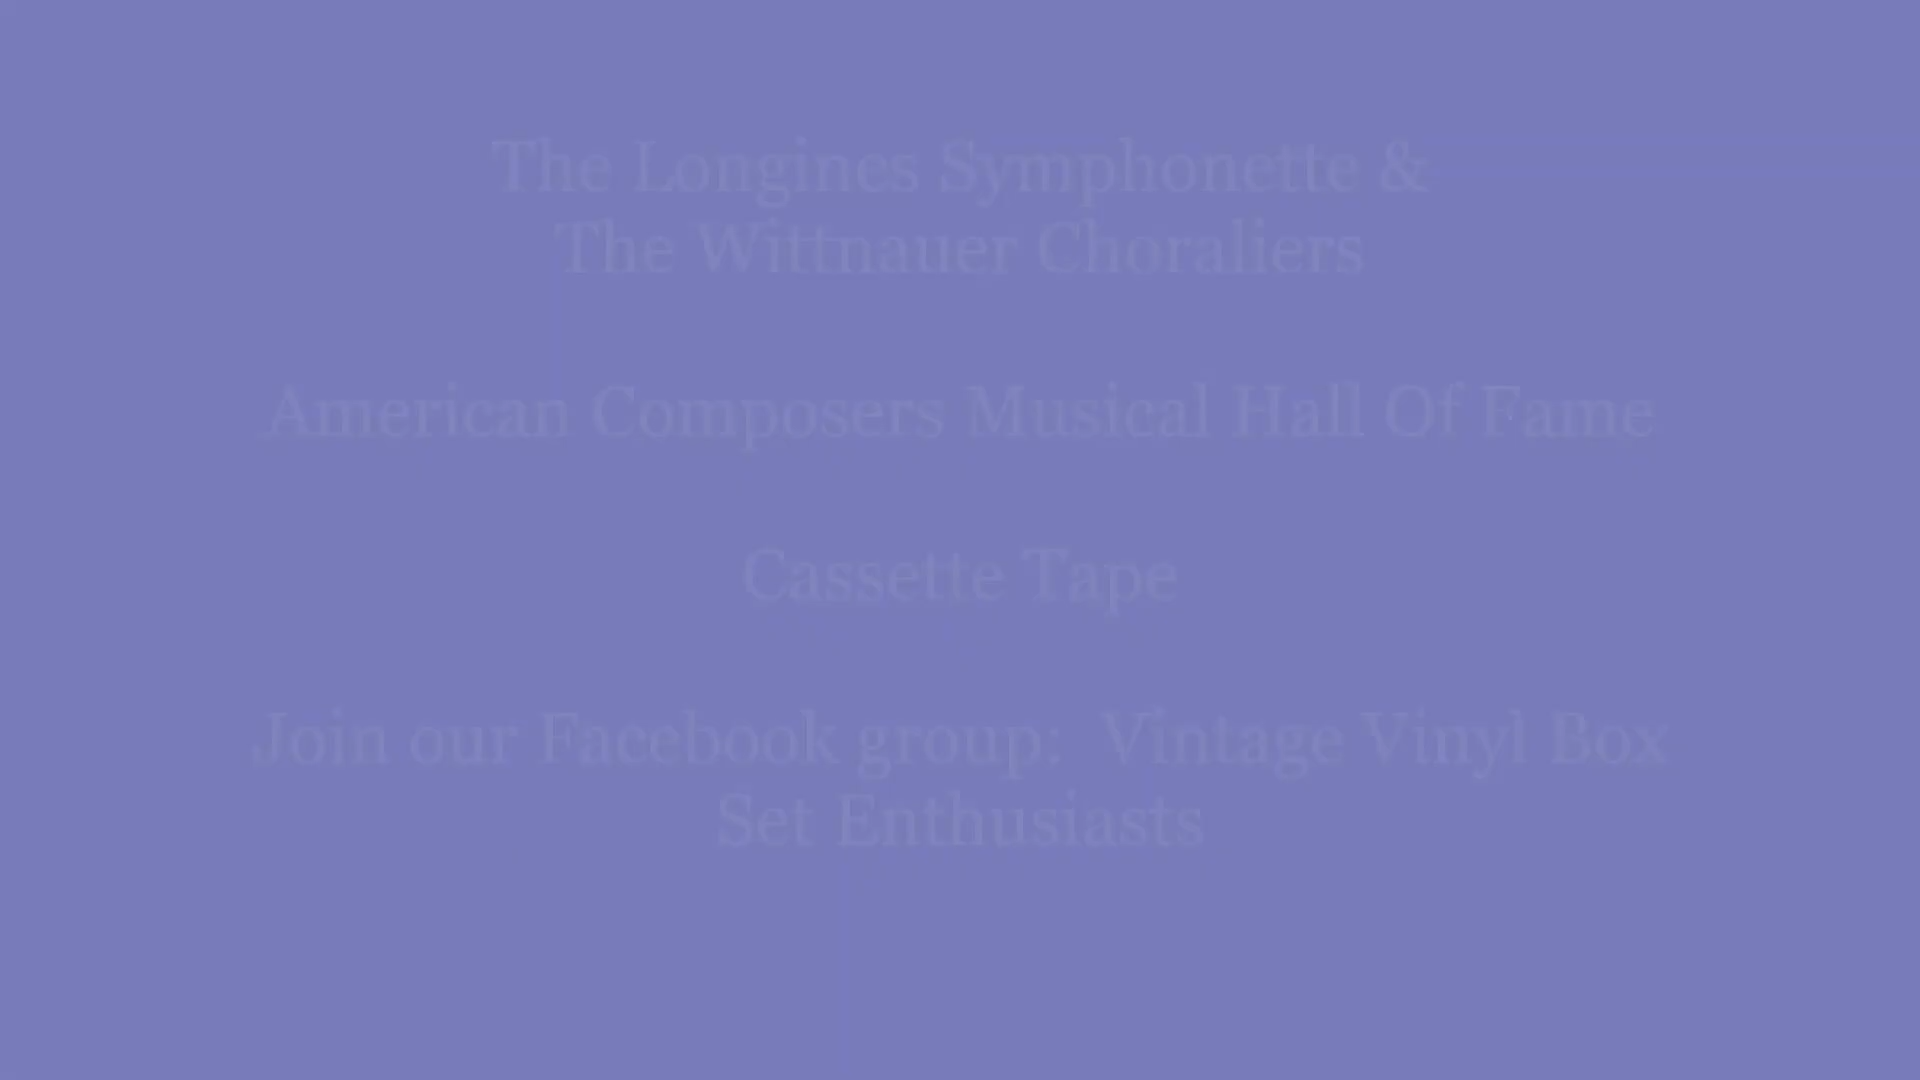 The Longines Symphonette &
The Wittnauer Choraliers
American Composers Musical Hall Of Fame
Cassette Tape
Join our Facebook group:  Vintage Vinyl Box
Set Enthusiasts